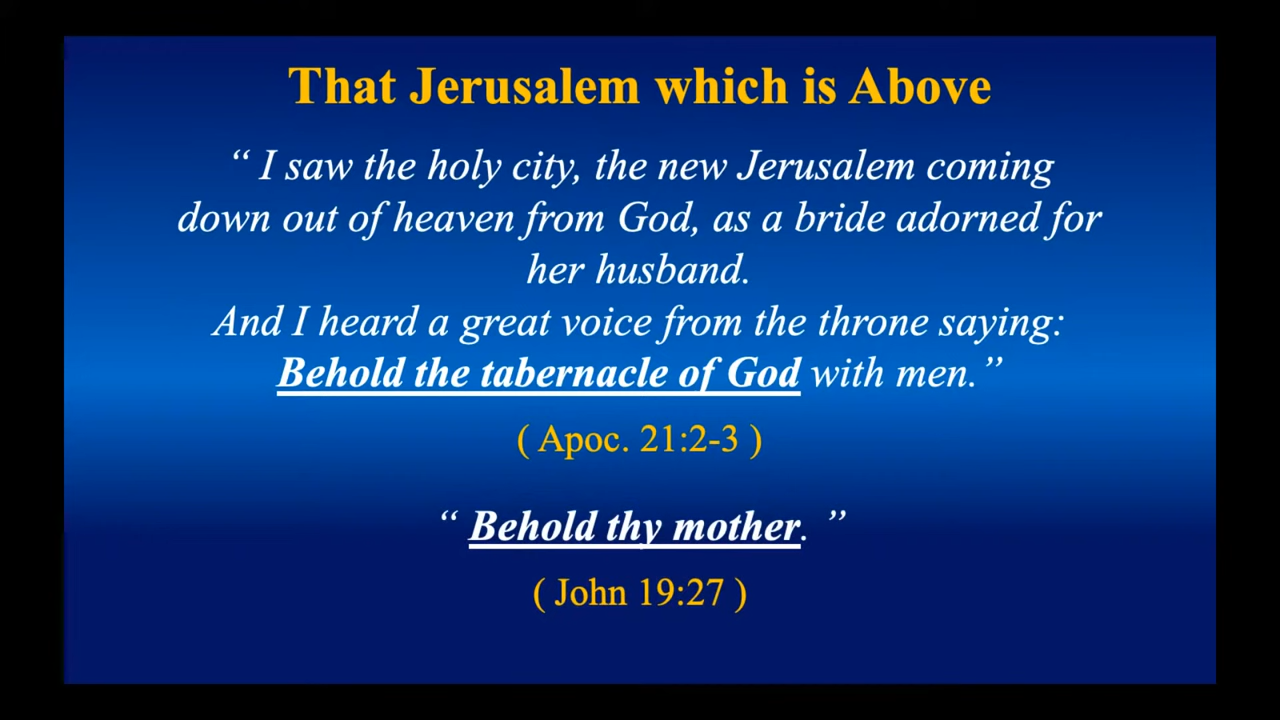 That Jerusalem which is Above
“ I saw the holy city, the new Jerusalem coming
down out of heaven from God, as a bride adorned for
her husband.
And I heard a great voice from the throne saying:
Behold the tabernacle of God with men.”
( Apoc. 21:2-3 )
“ Behold thy mother. ”
( John 19:27 )